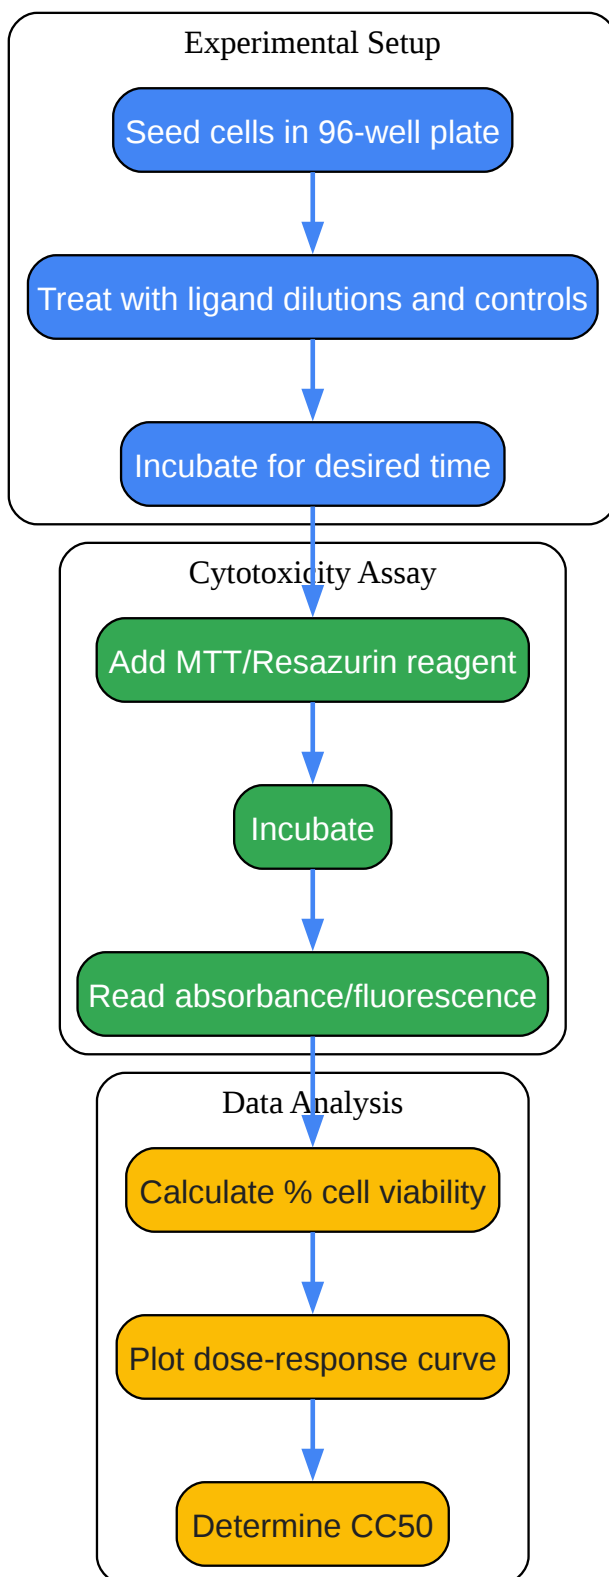 Experimental Setup
Seed cells in 96-well plate
Treat with ligand dilutions and controls
Incubate for desired time
Cytotoxicity Assay
Add MTT/Resazurin reagent
Incubate
Read absorbance/fluorescence
Data Analysis
Calculate % cell viability
Plot dose-response curve
Determine CC50